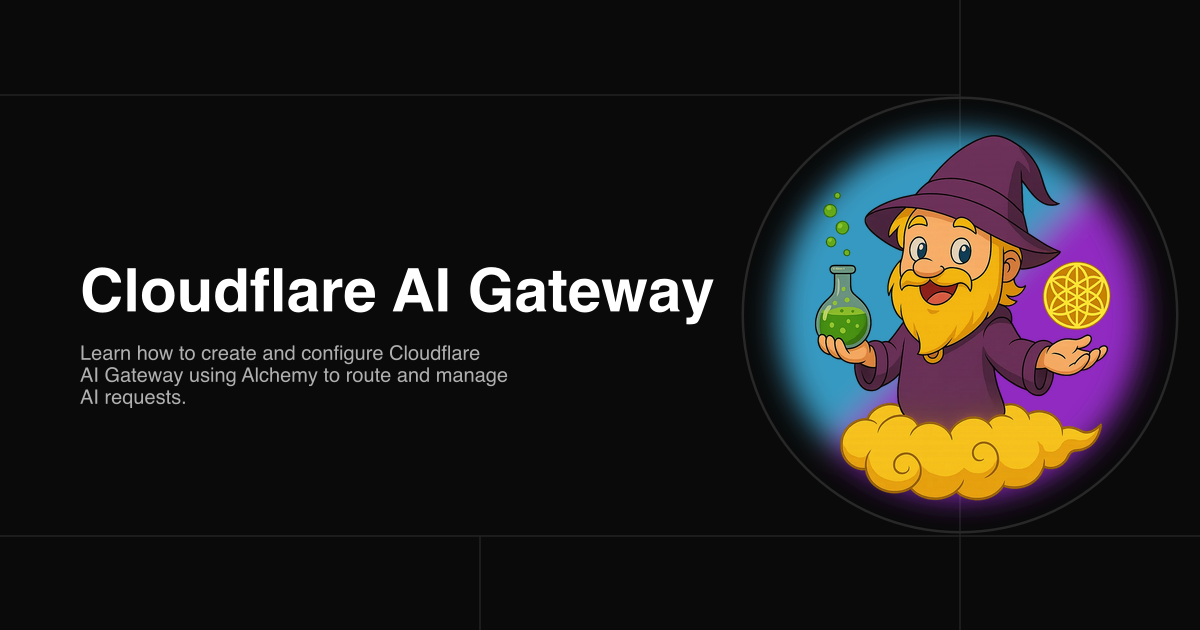 Cloudflare AI Gateway
Learn how to create and configure Cloudflare
AI Gateway using Alchemy to route and manage
AI requests.